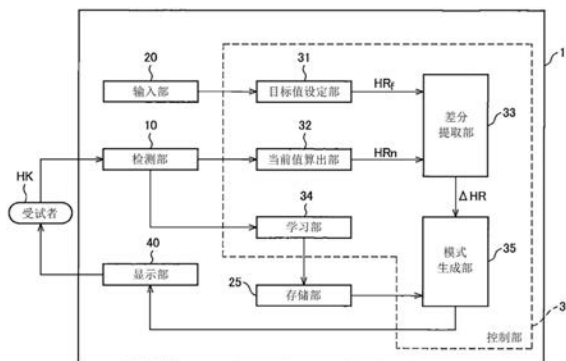 1
20
输入部
31
目标值设定部
HRf
差分
提取部
33
10
检测部
32
当前值算出部
HRn
HK
受试者
34
学习部
ΔHR
40
显示部
25
存储部
模式
生成部
35
控制部
3